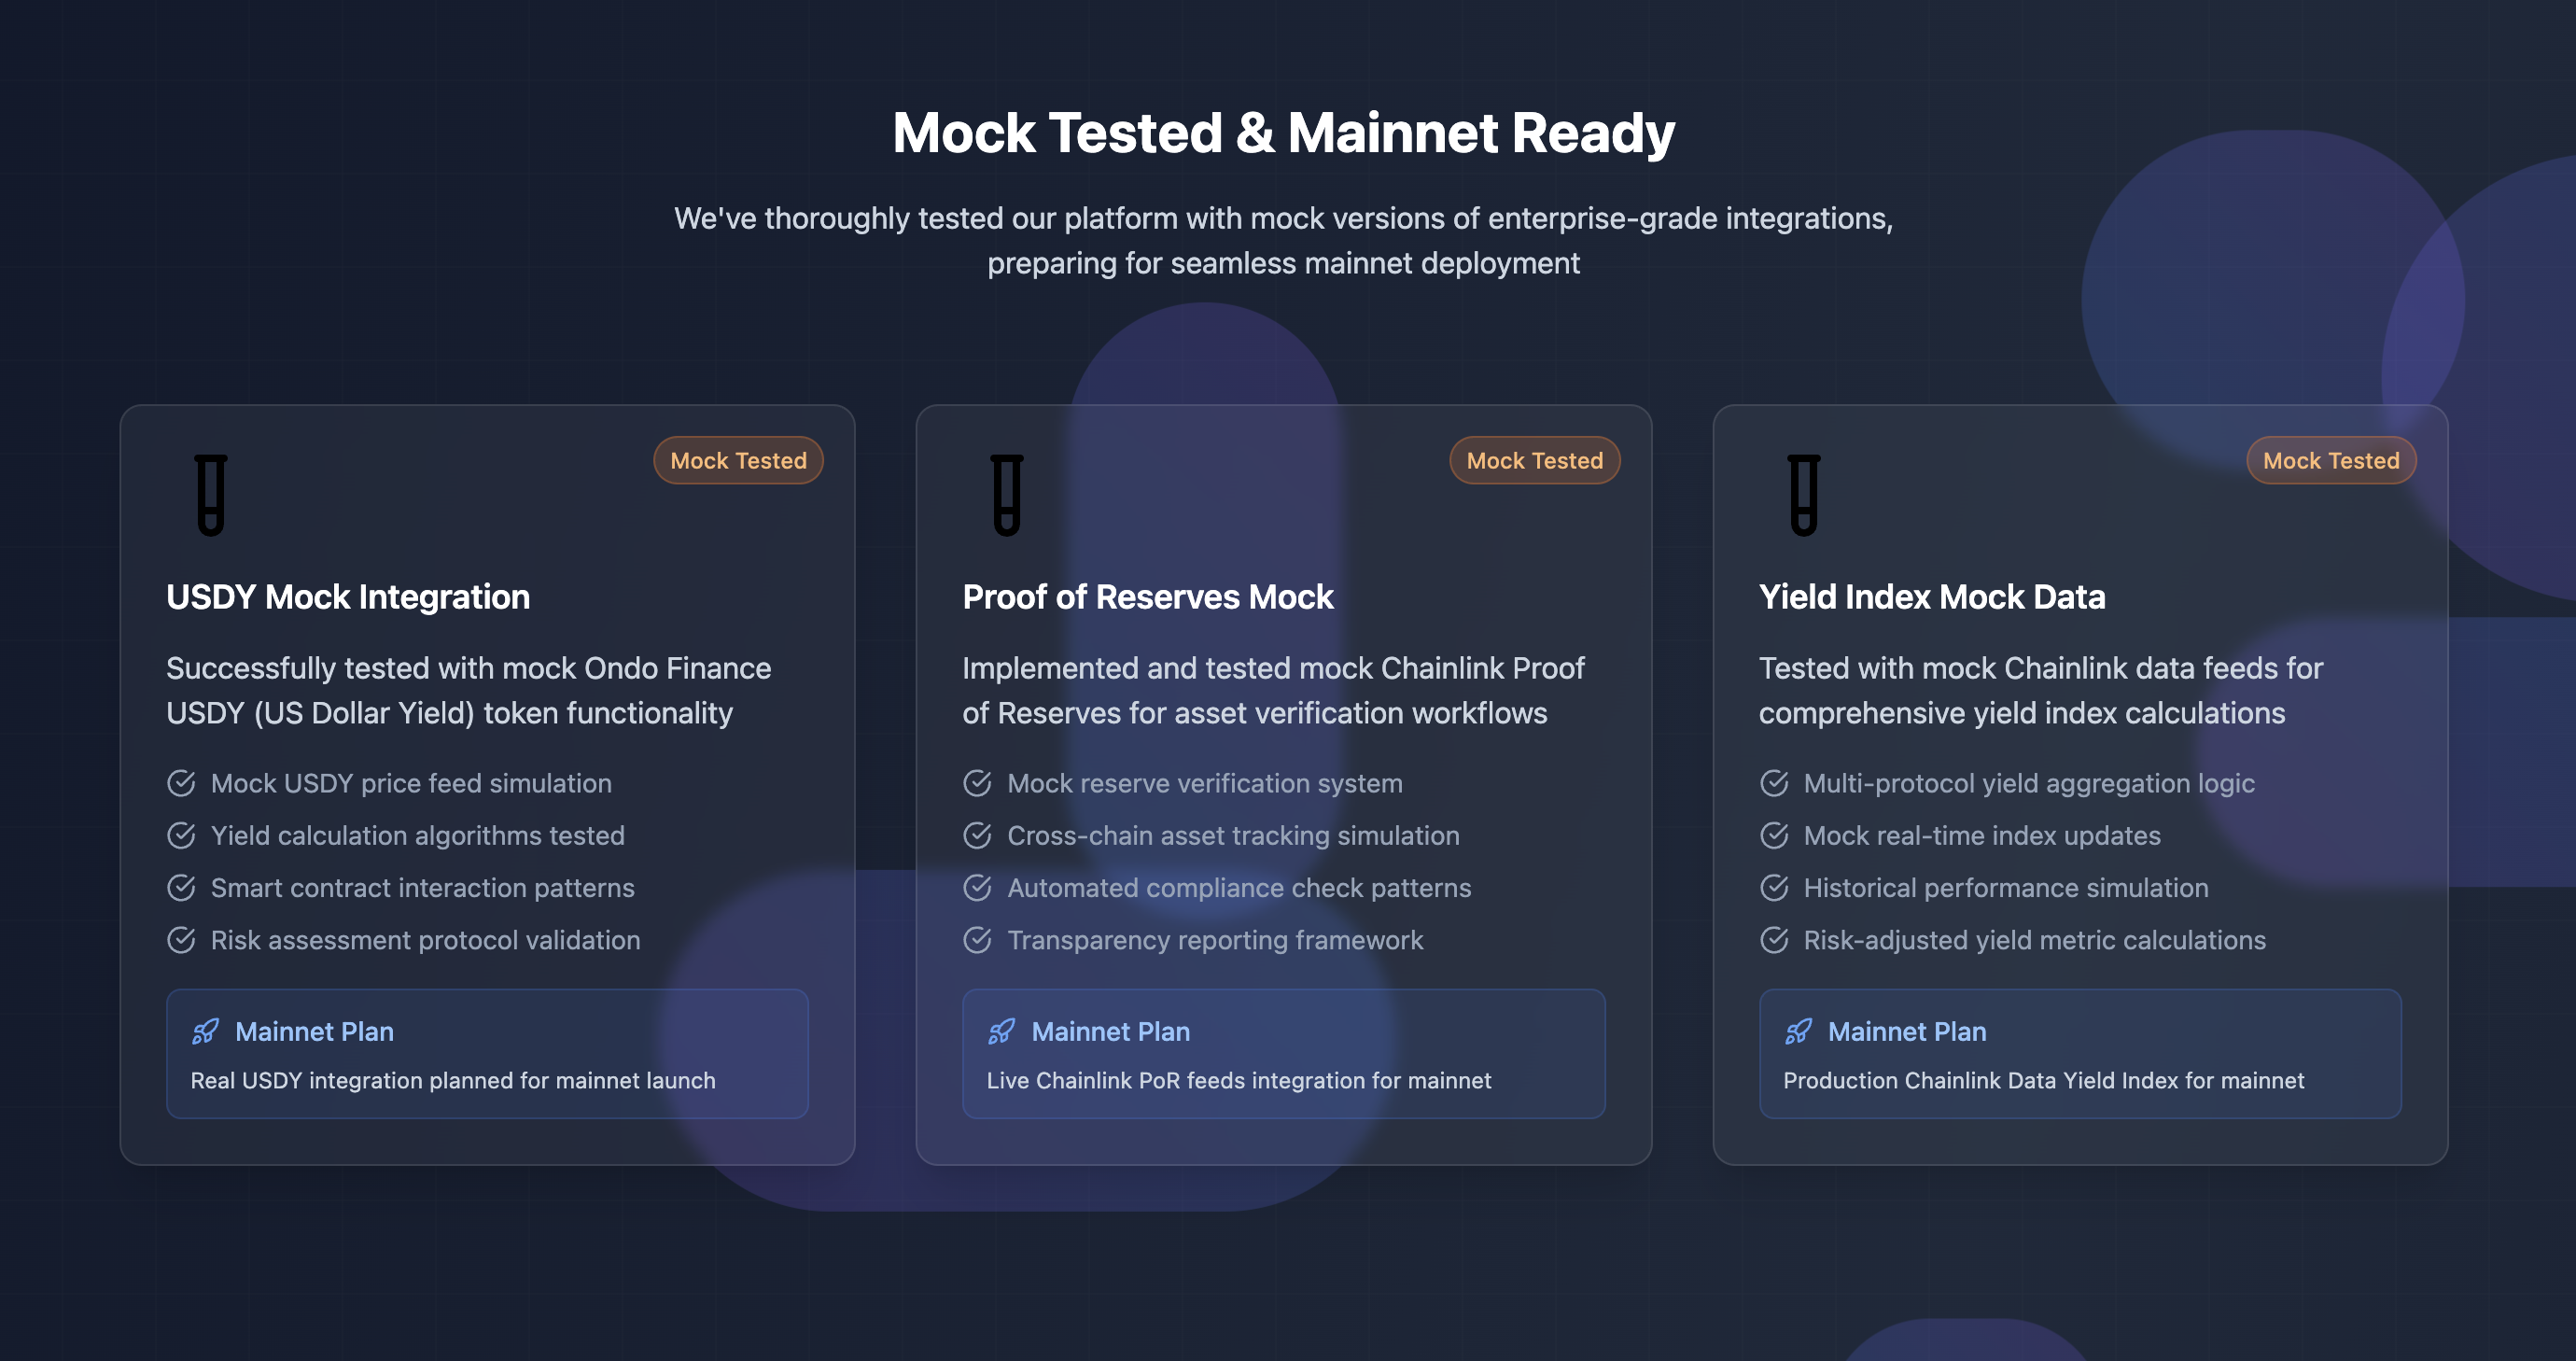 Mock Tested & Mainnet Ready
We've thoroughly tested our platform with mock versions of enterprise-grade integrations,
preparing for seamless mainnet deployment
Mock Tested
USDY Mock Integration
Successfully tested with mock Ondo Finance
USDY (US Dollar Yield) token functionality
Mock USDY price feed simulation
Yield calculation algorithms tested
Smart contract interaction patterns
Risk assessment protocol validation
Mainnet Plan
Real USDY integration planned for mainnet launch
Mock Tested
Proof of Reserves Mock
Implemented and tested mock Chainlink Proof
of Reserves for asset verification workflows
Mock reserve verification system
Cross-chain asset tracking simulation
Automated compliance check patterns
Transparency reporting framework
Mainnet Plan
Live Chainlink PoR feeds integration for mainnet
Mock Tested
Yield Index Mock Data
Tested with mock Chainlink data feeds for
comprehensive yield index calculations
Multi-protocol yield aggregation logic
Mock real-time index updates
Historical performance simulation
Risk-adjusted yield metric calculations
Mainnet Plan
Production Chainlink Data Yield Index for mainnet